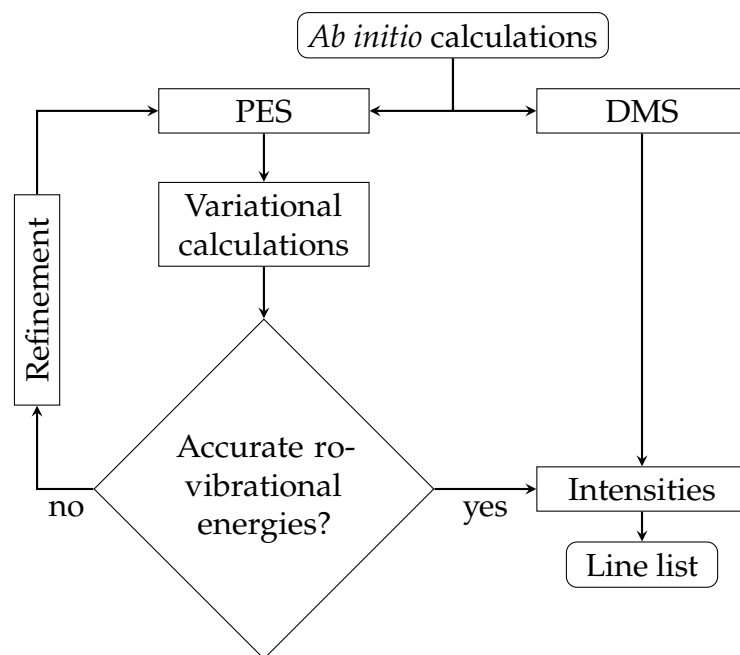 Ab initio calculations
PES
DMS
Variational
calculations
Refinement
Accurate ro-
vibrational
energies?
no
yes
Intensities
Line list